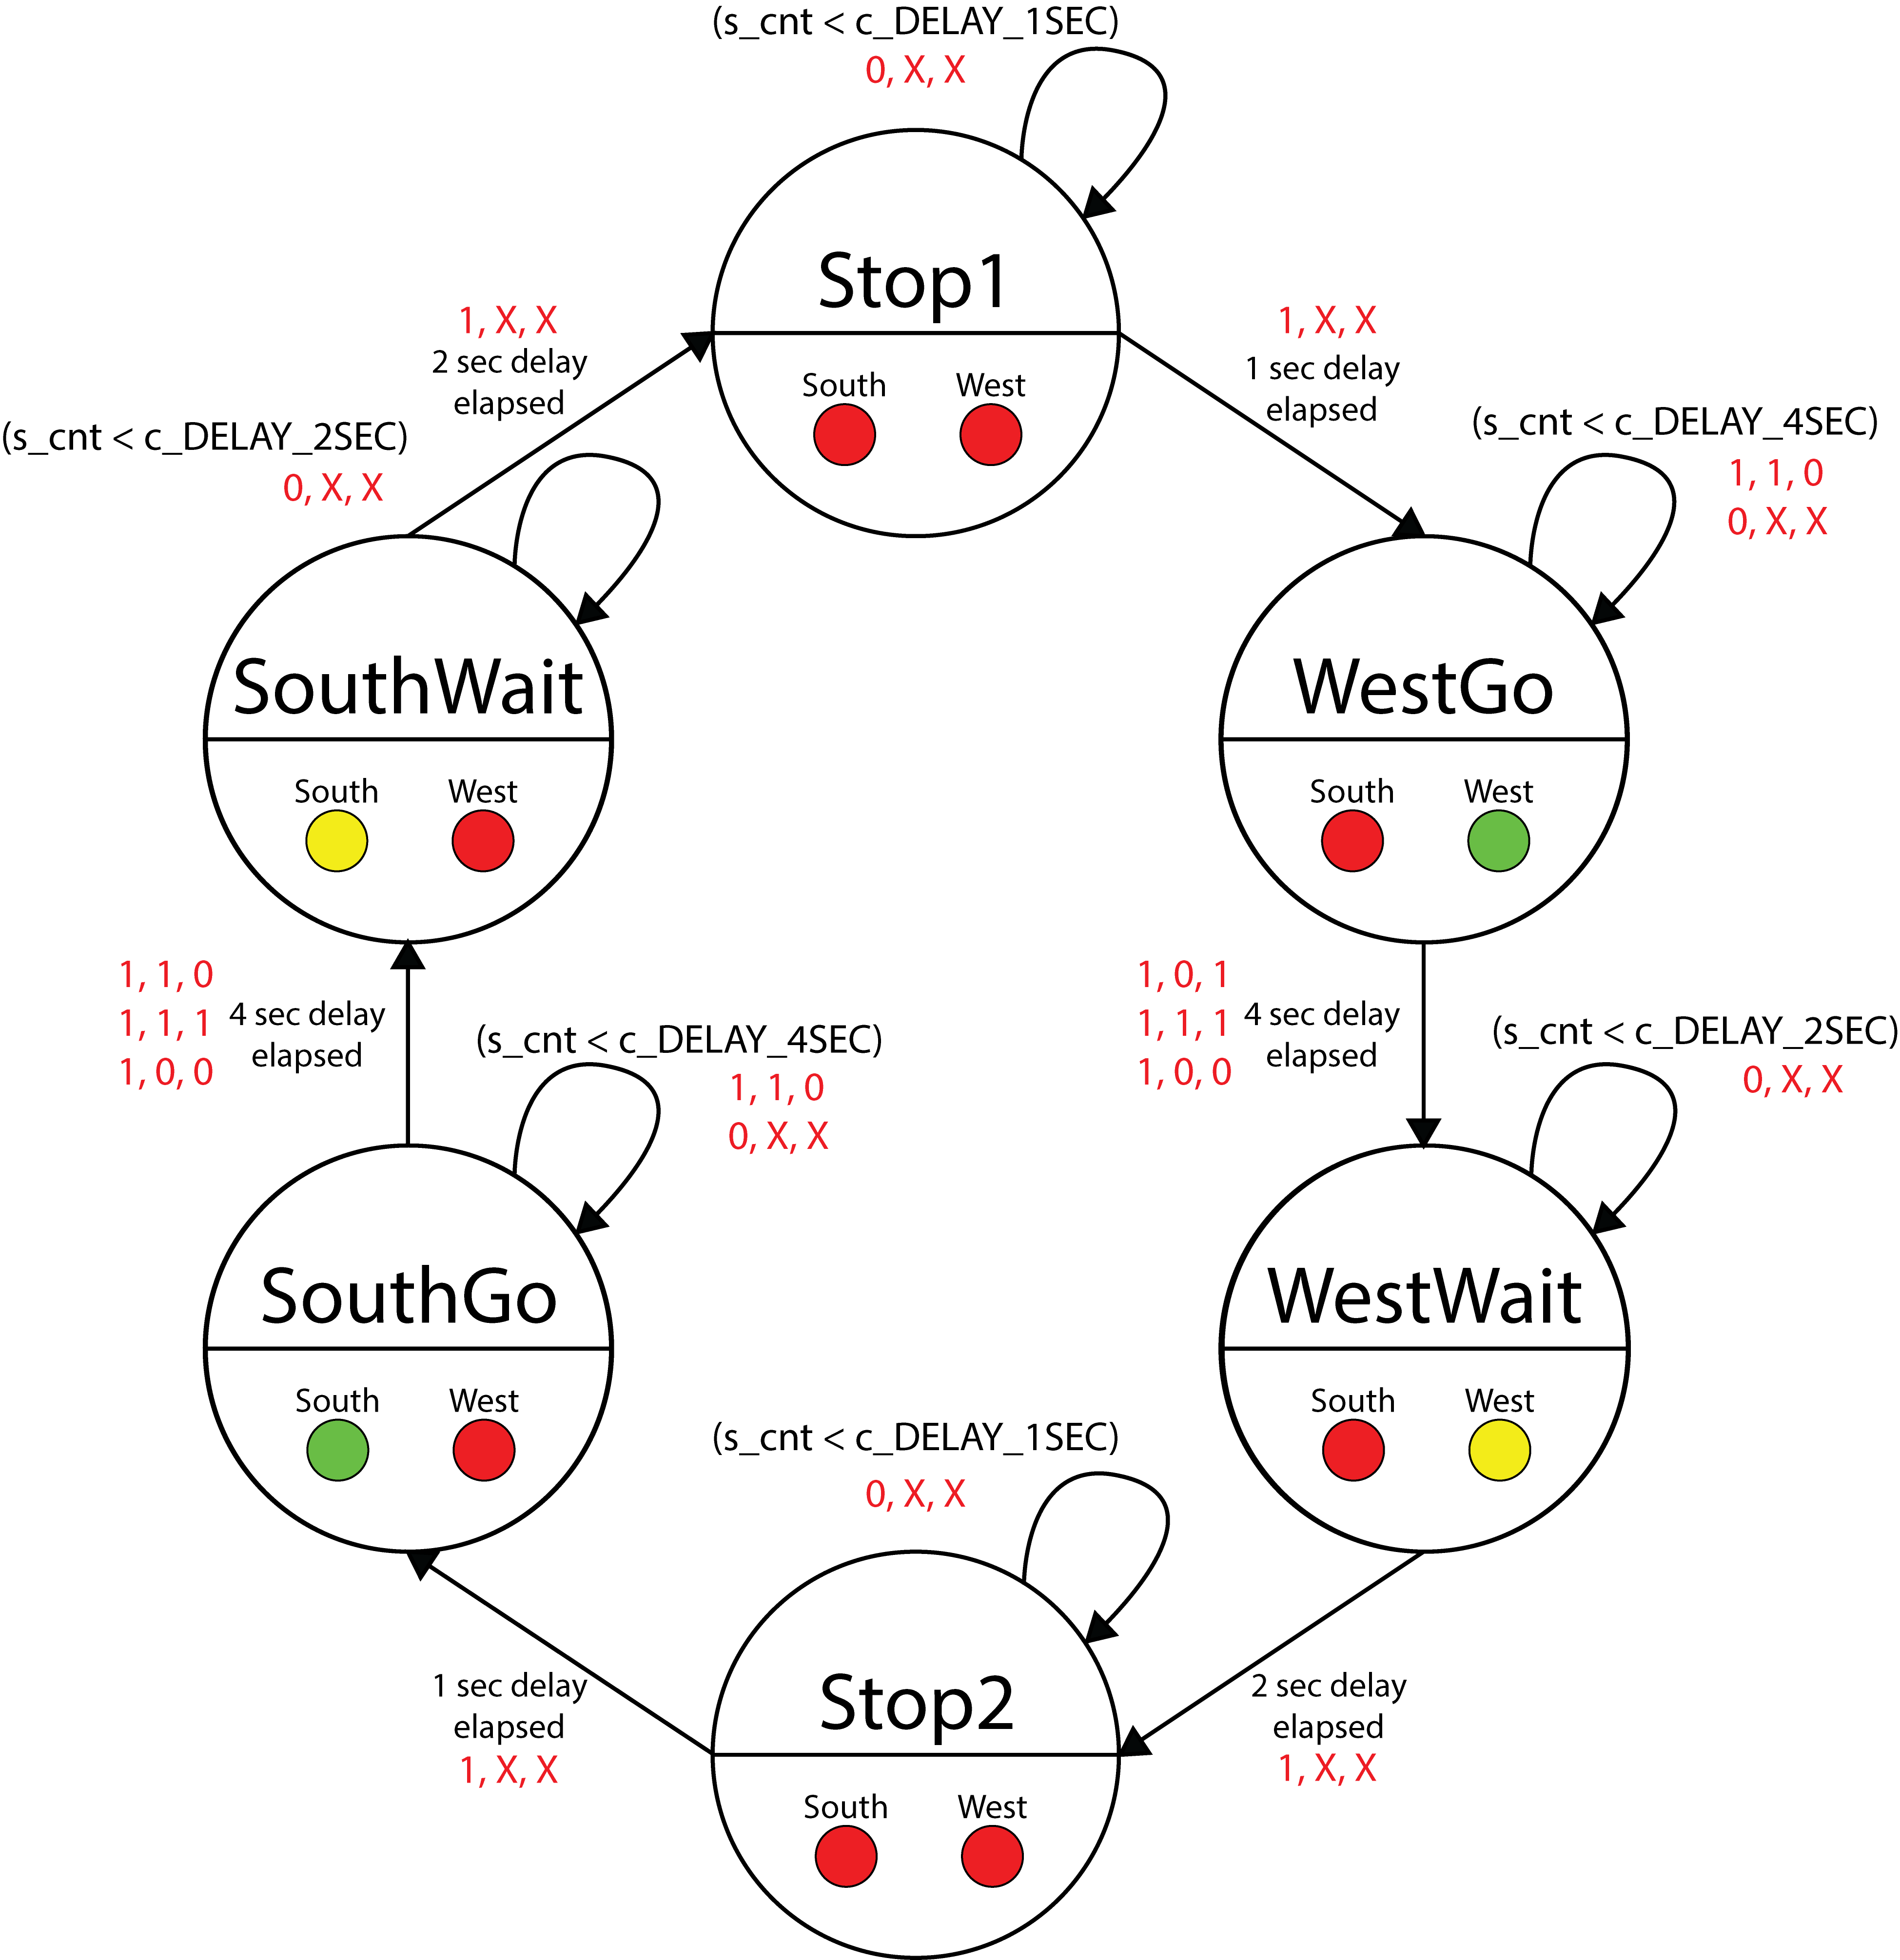 (s_cnt < c_DELAY_1SEC)
0, X, X
Stop1
South West
1, X, X
2 sec delay
elapsed
1, X, X
1 sec delay
elapsed
(s_cnt < c_DELAY_2SEC)
0, X, X
(s_cnt < c_DELAY_4SEC)
1, 1, 0
0, X, X
SouthWait
South West
WestGo
South West
1, 1, 0
1, 1, 1
1, 0, 0
4 sec delay
elapsed
(s_cnt < c_DELAY_4SEC)
1, 1, 0
0, X, X
1, 0, 1
1, 1, 1
1, 0, 0
4 sec delay
elapsed
(s_cnt < c_DELAY_2SEC)
0, X, X
SouthGo
South West
WestWait
South West
(s_cnt < c_DELAY_1SEC)
0, X, X
1 sec delay
elapsed
1, X, X
Stop2
South West
2 sec delay
elapsed
1, X, X